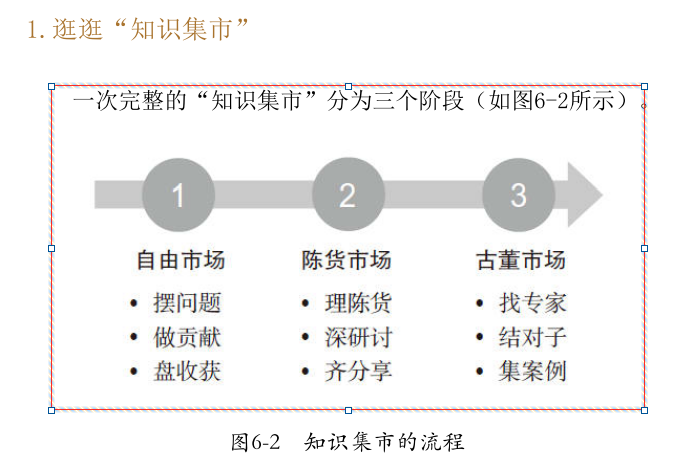 1. 逛逛“知识集市”
一次完整的“知识集市”分为三个阶段（如图6-2所示）。
1 2 3
自由市场 陈货市场 古董市场
• 摆问题 • 理陈货 • 找专家
• 做贡献 • 深研讨 • 结对子
• 盘收获 • 齐分享 • 集案例
图6-2 知识集市的流程